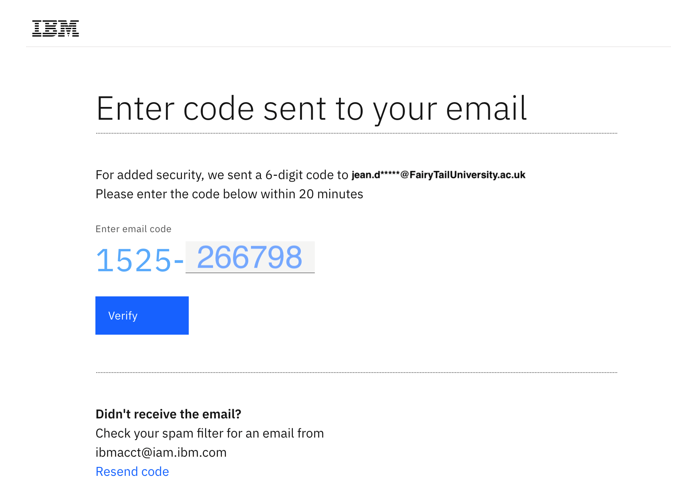 IBM
Enter code sent to your email
For added security, we sent a 6-digit code to jean.d*****@FairyTailUniversity.ac.uk
Please enter the code below within 20 minutes
Enter email code
1525- 266798
Verify
Didn't receive the email?
Check your spam filter for an email from
ibmacct@iam.ibm.com
Resend code